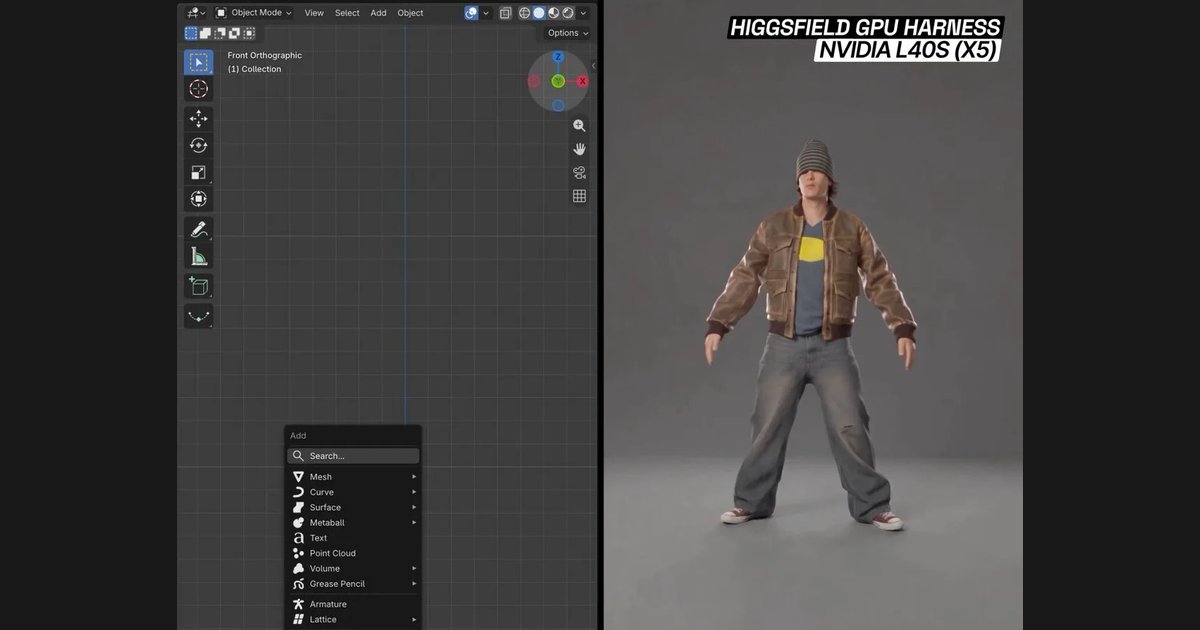 Object Mode View Select Add Object
Options
Front Orthographic
(1) Collection
Z
X
Add
Search...
Mesh
Curve
Surface
Metaball
Text
Point Cloud
Volume
Grease Pencil
Armature
Lattice
HIGGSFIELD GPU HARNESS
NVIDIA L40S (X5)